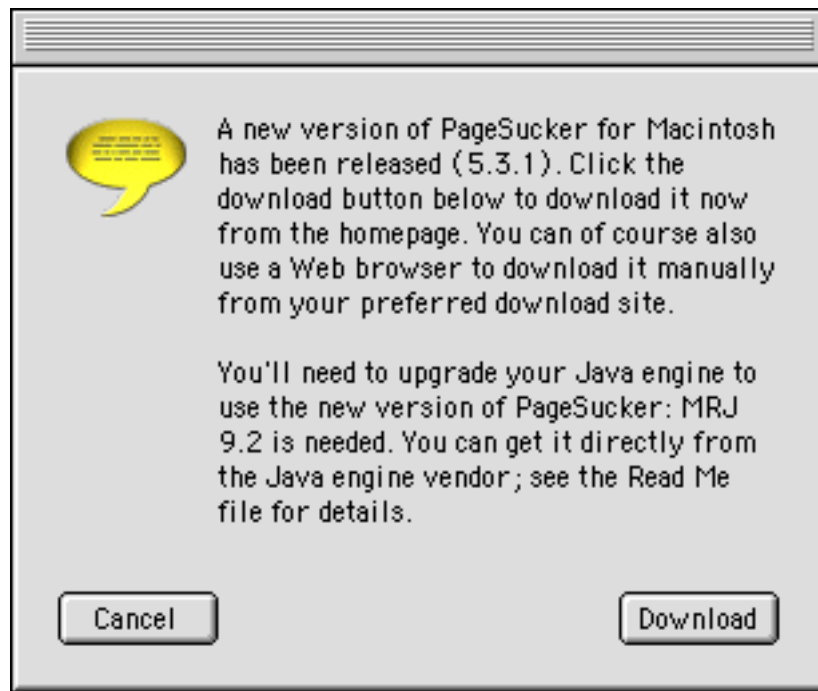 A new version of PageSucker for Macintosh
has been released (5.3.1). Click the
download button below to download it now
from the homepage. You can of course also
use a Web browser to download it manually
from your preferred download site.
You'll need to upgrade your Java engine to
use the new version of PageSucker: MRJ
9.2 is needed. You can get it directly from
the Java engine vendor; see the Read Me
file for details.
Cancel
Download